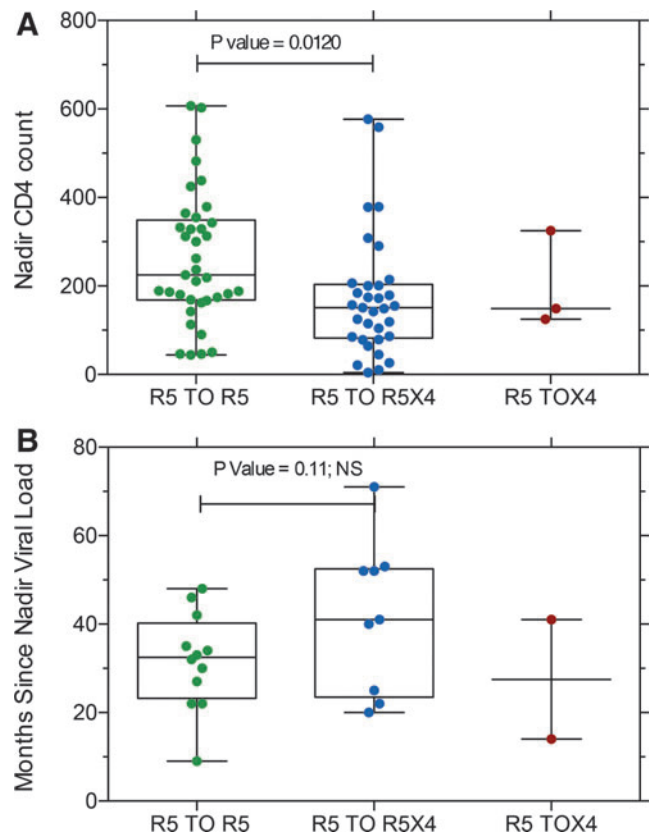 A
800
P value = 0.0120
600
400
200
0
Nadir CD4 count
R5 TO R5
R5 TO R5X4
R5 TOX4
B
80
P Value = 0.11; NS
60
40
20
0
Months Since Nadir Viral Load
R5 TO R5
R5 TO R5X4
R5 TOX4